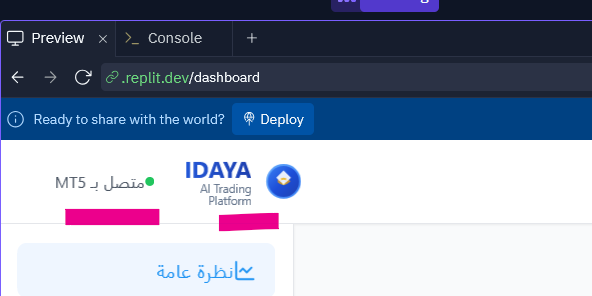 Preview
Console
.replit.dev/dashboard
Ready to share with the world?
Deploy
IDAYA
AI Trading
Platform
متصل بـ MT5
نظرة عامة